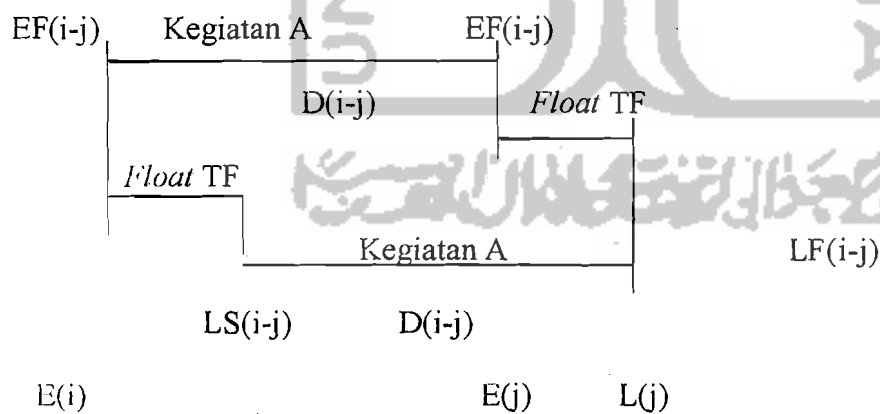 EF(i-j) Kegiatan A EF(i-j)
D(i-j) Float TF
Float TF
Kegiatan A LF(i-j)
LS(i-j) D(i-j)
E(i) E(j) L(j)